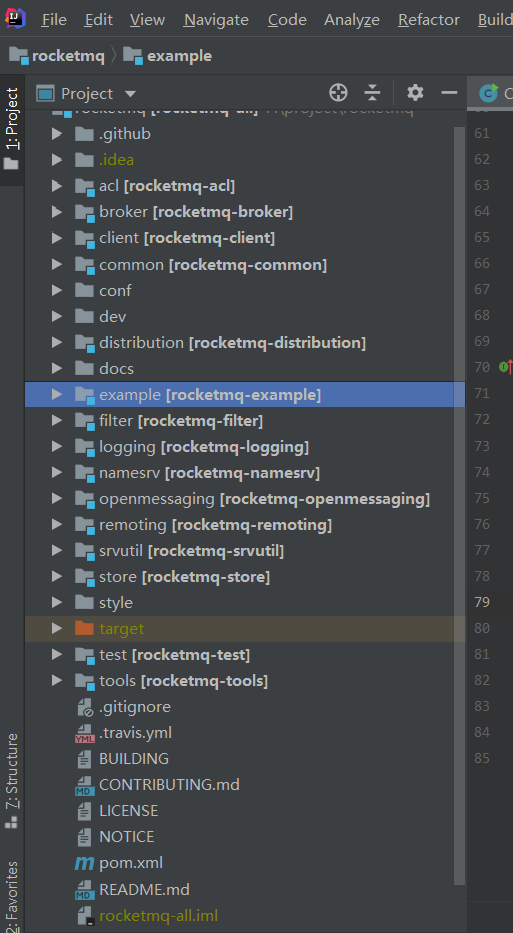 File Edit View Navigate Code Analyze Refactor Build
rocketmq example
Project
rocketmq [rocketmq-all]
.github
.idea
acl [rocketmq-acl]
broker [rocketmq-broker]
client [rocketmq-client]
common [rocketmq-common]
conf
dev
distribution [rocketmq-distribution]
docs
example [rocketmq-example]
filter [rocketmq-filter]
logging [rocketmq-logging]
namesrv [rocketmq-namesrv]
openmessaging [rocketmq-openmessaging]
remoting [rocketmq-remoting]
srvutil [rocketmq-srvutil]
store [rocketmq-store]
style
target
test [rocketmq-test]
tools [rocketmq-tools]
.gitignore
.travis.yml
BUILDING
CONTRIBUTING.md
LICENSE
NOTICE
pom.xml
README.md
rocketmq-all.iml
1: Project
7: Structure
2: Favorites
61
62
63
64
65
66
67
68
69
70
71
72
73
74
75
76
77
78
79
80
81
82
83
84
85